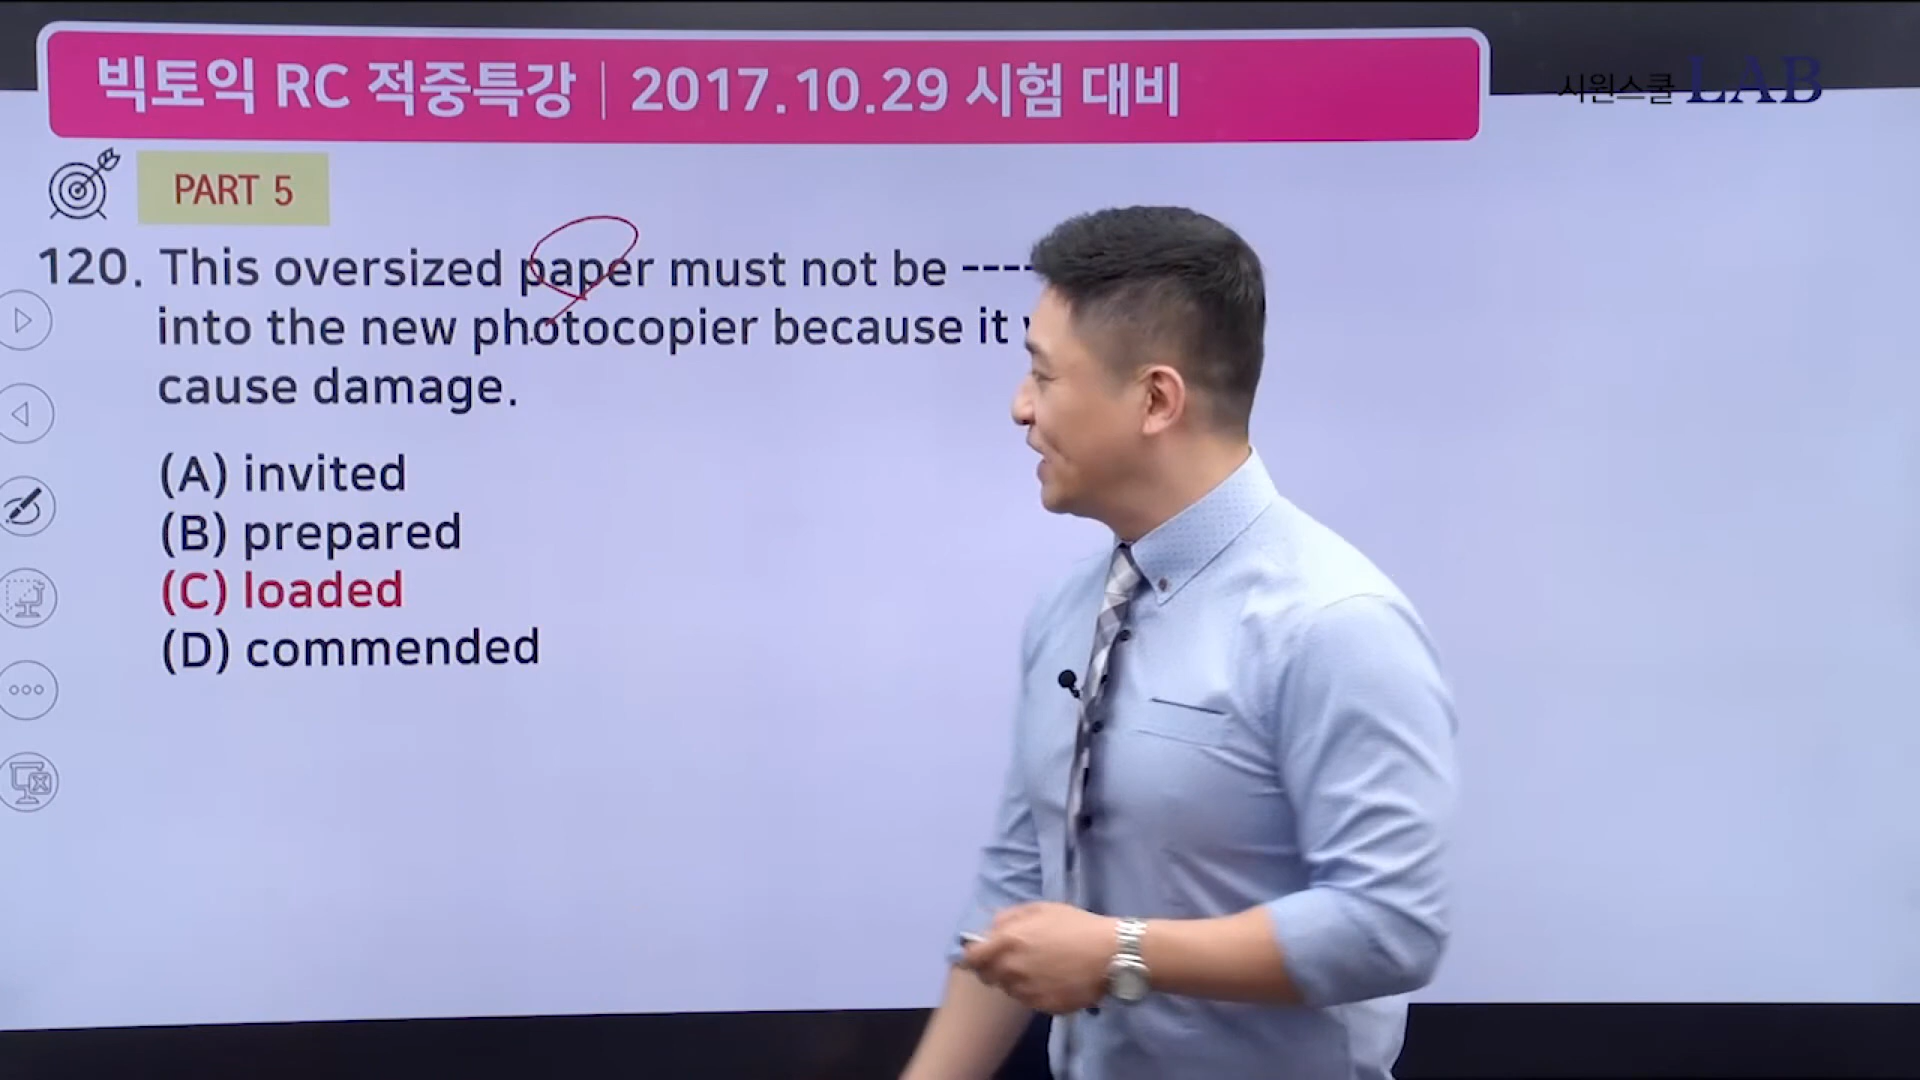 빅토익 RC 적중특강 | 2017.10.29 시험 대비
시원스쿨 LAB
PART 5
120. This oversized paper must not be ----
into the new photocopier because it
cause damage.
(A) invited
(B) prepared
(C) loaded
(D) commended